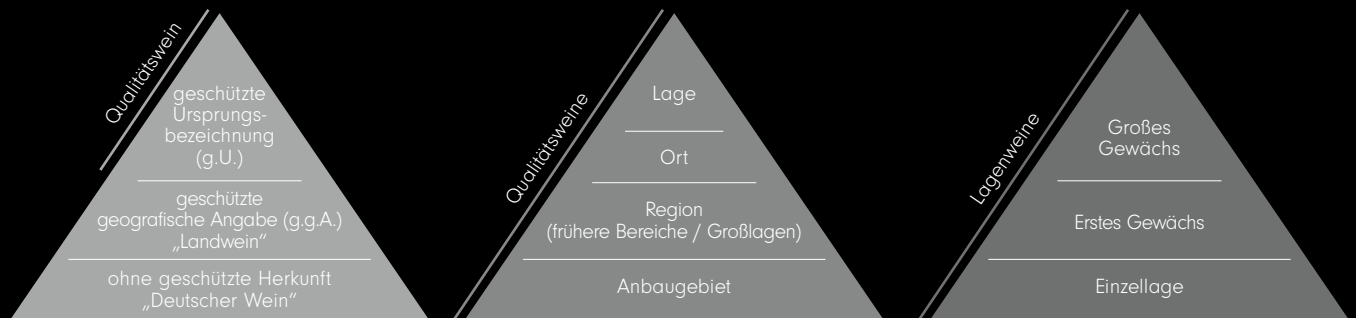 Qualitätswein
geschützte
Ursprungs-
bezeichnung
(g.U.)
geschützte
geografische Angabe (g.g.A.)
„Landwein“
ohne geschützte Herkunft
„Deutscher Wein“
Qualitätsweine
Lage
Ort
Region
(frühere Bereiche / Großlagen)
Anbaugebiet
Lagenweine
Großes
Gewächs
Erstes Gewächs
Einzellage